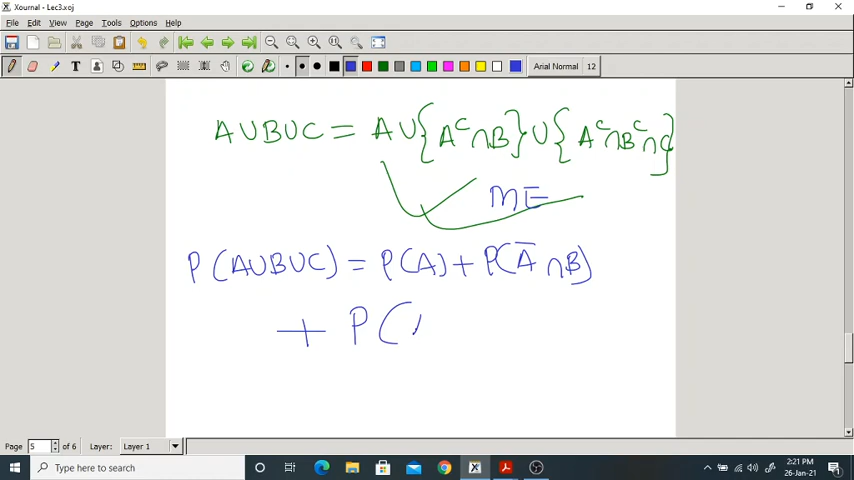 Xournal - Lec3.xoj
File Edit View Page Tools Options Help
T Arial Normal 12
A∪B∪C = A∪{A^c∩B}∪{A^c∩B^c∩C}
ME
P(A∪B∪C) = P(A) + P(A̅∩B)
+ P(
Page 5 of 6 Layer: Layer 1
Type here to search
2:21 PM
26-Jan-21